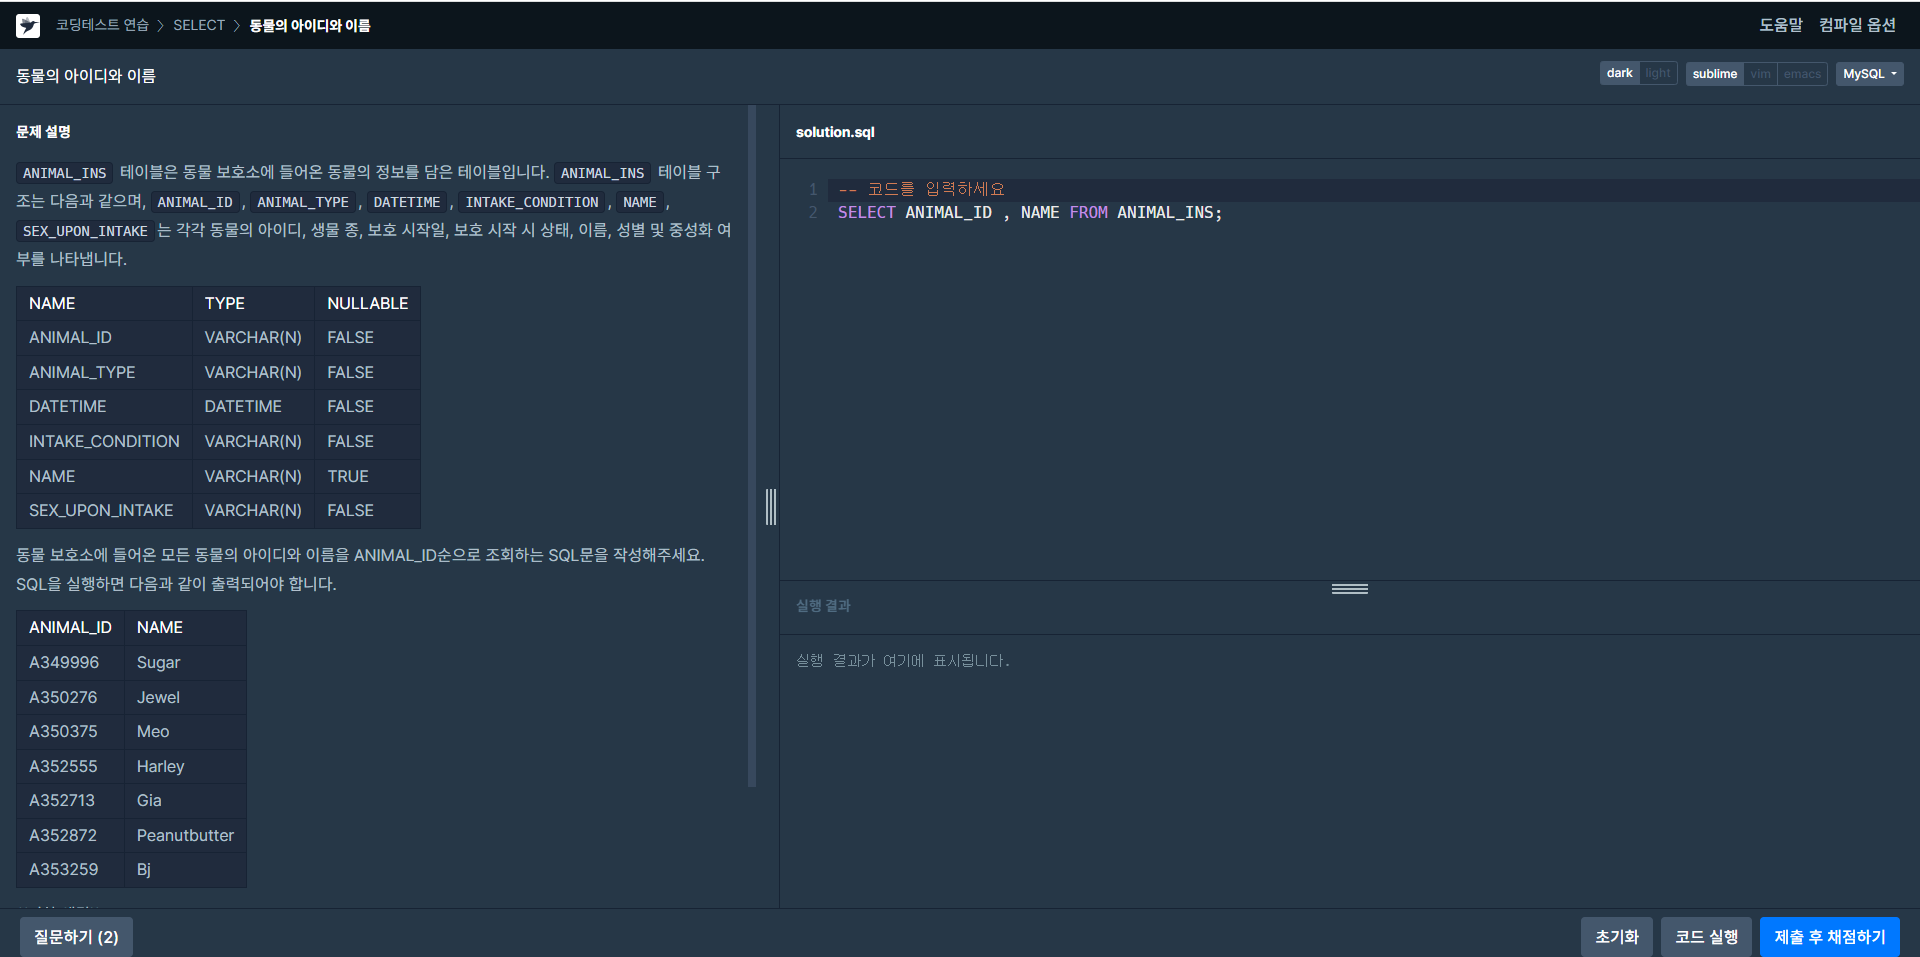 코딩테스트 연습 > SELECT > 동물의 아이디와 이름
도움말 컴파일 옵션
동물의 아이디와 이름
dark light sublime vim emacs MySQL
문제 설명
ANIMAL_INS 테이블은 동물 보호소에 들어온 동물의 정보를 담은 테이블입니다. ANIMAL_INS 테이블 구
조는 다음과 같으며, ANIMAL_ID , ANIMAL_TYPE , DATETIME , INTAKE_CONDITION , NAME ,
SEX_UPON_INTAKE 는 각각 동물의 아이디, 생물 종, 보호 시작일, 보호 시작 시 상태, 이름, 성별 및 중성화 여
부를 나타냅니다.
NAME TYPE NULLABLE
ANIMAL_ID VARCHAR(N) FALSE
ANIMAL_TYPE VARCHAR(N) FALSE
DATETIME DATETIME FALSE
INTAKE_CONDITION VARCHAR(N) FALSE
NAME VARCHAR(N) TRUE
SEX_UPON_INTAKE VARCHAR(N) FALSE
동물 보호소에 들어온 모든 동물의 아이디와 이름을 ANIMAL_ID순으로 조회하는 SQL문을 작성해주세요.
SQL을 실행하면 다음과 같이 출력되어야 합니다.
ANIMAL_ID NAME
A349996 Sugar
A350276 Jewel
A350375 Meo
A352555 Harley
A352713 Gia
A352872 Peanutbutter
A353259 Bj
solution.sql
1 -- 코드를 입력하세요
2 SELECT ANIMAL_ID , NAME FROM ANIMAL_INS;
실행 결과
실행 결과가 여기에 표시됩니다.
질문하기 (2)
초기화 코드 실행 제출 후 채점하기